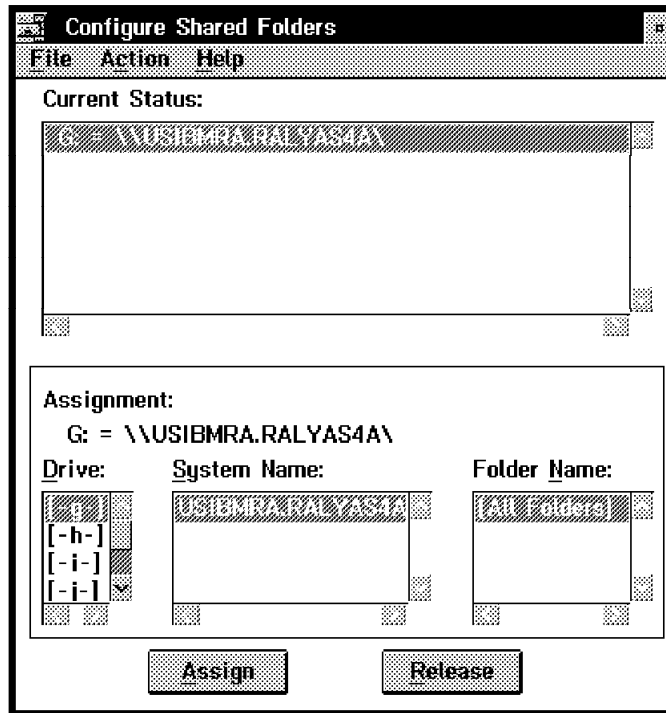 Configure Shared Folders
File Action Help
Current Status:
G: = \\USIBMRA.RALYAS4A\
Assignment:
G: = \\USIBMRA.RALYAS4A\
Drive: System Name: Folder Name:
[-g-] USIBMRA.RALYAS4A (All Folders)
[-h-]
[-i-]
[-j-]
Assign Release